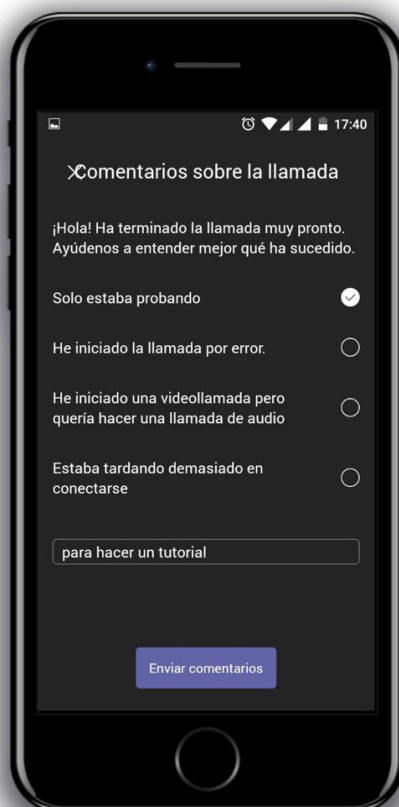 17:40
Comentarios sobre la llamada
¡Hola! Ha terminado la llamada muy pronto.
Ayúdenos a entender mejor qué ha sucedido.
Solo estaba probando
He iniciado la llamada por error.
He iniciado una videollamada pero
quería hacer una llamada de audio
Estaba tardando demasiado en
conectarse
para hacer un tutorial
Enviar comentarios